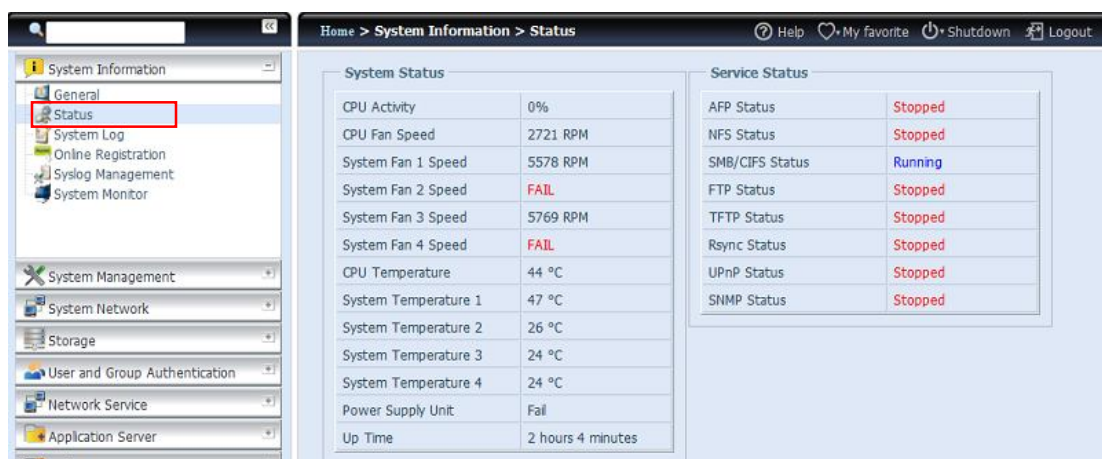 Home > System Information > Status
Help My favorite Shutdown Logout
System Information
General
Status
System Log
Online Registration
Syslog Management
System Monitor
System Management
System Network
Storage
User and Group Authentication
Network Service
Application Server
System Status
CPU Activity 0%
CPU Fan Speed 2721 RPM
System Fan 1 Speed 5578 RPM
System Fan 2 Speed FAIL
System Fan 3 Speed 5769 RPM
System Fan 4 Speed FAIL
CPU Temperature 44 °C
System Temperature 1 47 °C
System Temperature 2 26 °C
System Temperature 3 24 °C
System Temperature 4 24 °C
Power Supply Unit Fail
Up Time 2 hours 4 minutes
Service Status
AFP Status Stopped
NFS Status Stopped
SMB/CIFS Status Running
FTP Status Stopped
TFTP Status Stopped
Rsync Status Stopped
UPnP Status Stopped
SNMP Status Stopped